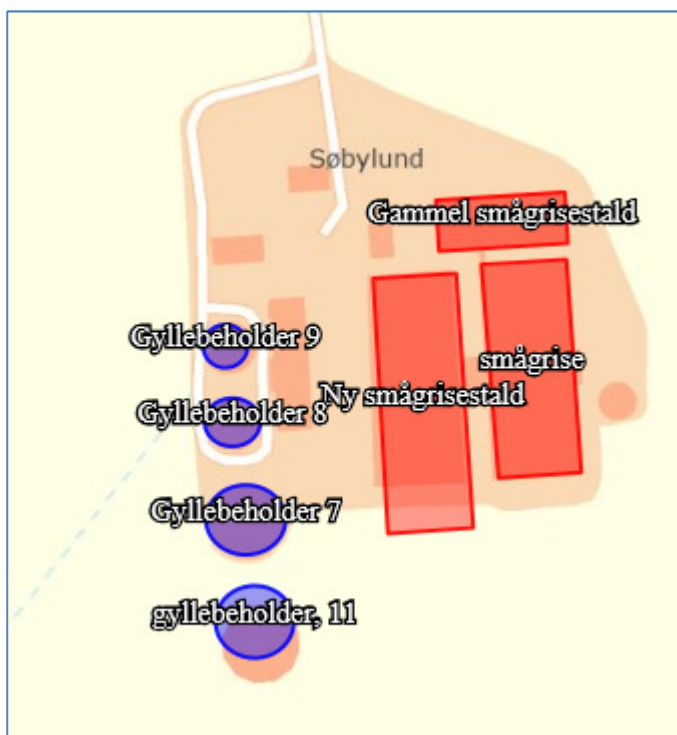 Søbylund
Gammel smågrisestald
Gyllebeholder 9
smågrise
Ny smågrisestald
Gyllebeholder 8
Gyllebeholder 7
gyllebeholder, 11